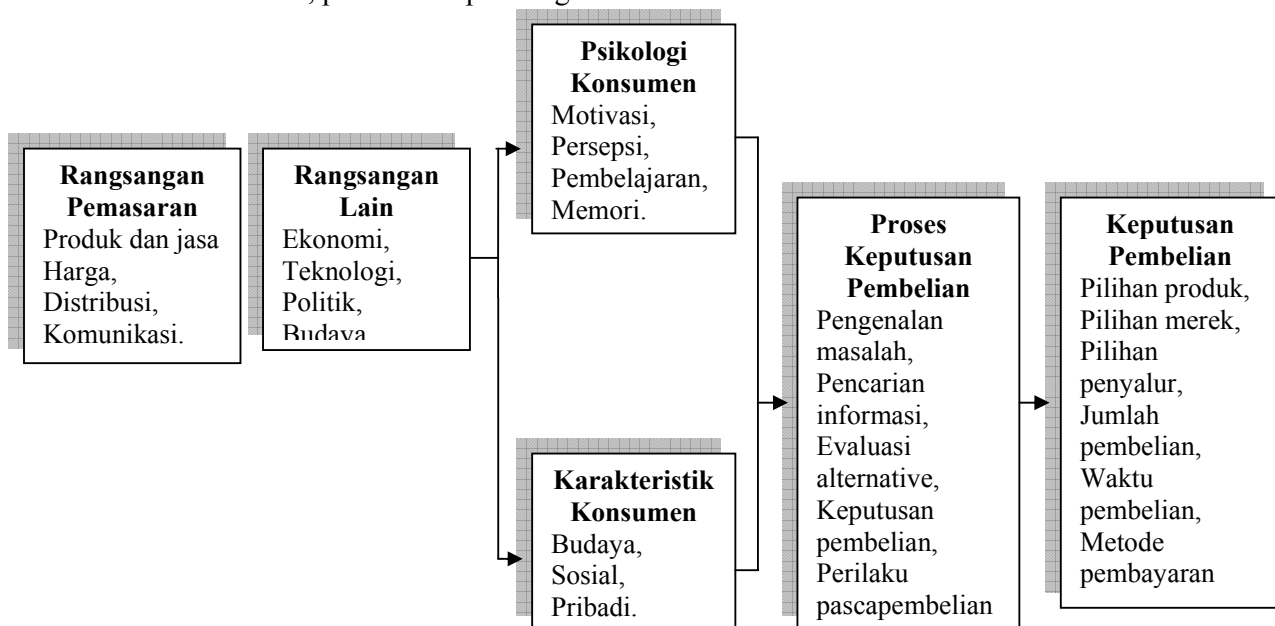 Rangsangan
Pemasaran
Produk dan jasa
Harga,
Distribusi,
Komunikasi.
Rangsangan
Lain
Ekonomi,
Teknologi,
Politik,
Budaya
Psikologi
Konsumen
Motivasi,
Persepsi,
Pembelajaran,
Memori.
Karakteristik
Konsumen
Budaya,
Sosial,
Pribadi.
Proses
Keputusan
Pembelian
Pengenalan
masalah,
Pencarian
informasi,
Evaluasi
alternative,
Keputusan
pembelian,
Perilaku
pascapembelian
Keputusan
Pembelian
Pilihan produk,
Pilihan merek,
Pilihan
penyalur,
Jumlah
pembelian,
Waktu
pembelian,
Metode
pembayaran